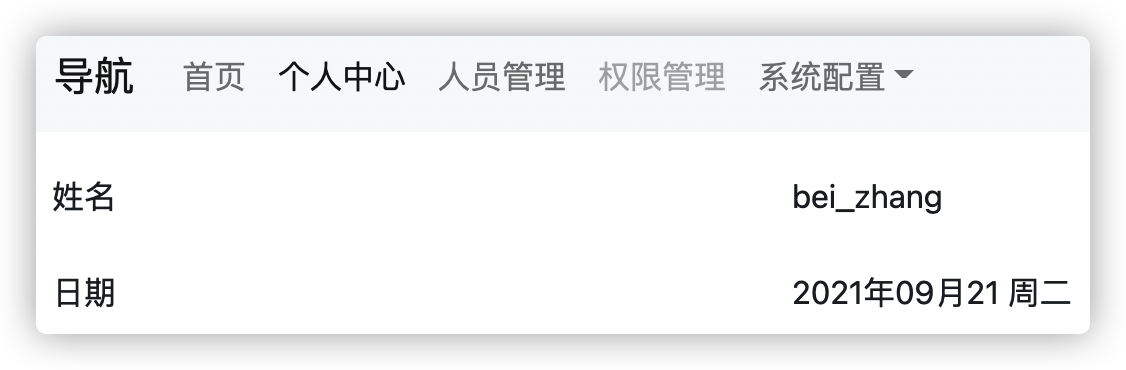 导航 首页 个人中心 人员管理 权限管理 系统配置
姓名 bei_zhang
日期 2021年09月21 周二